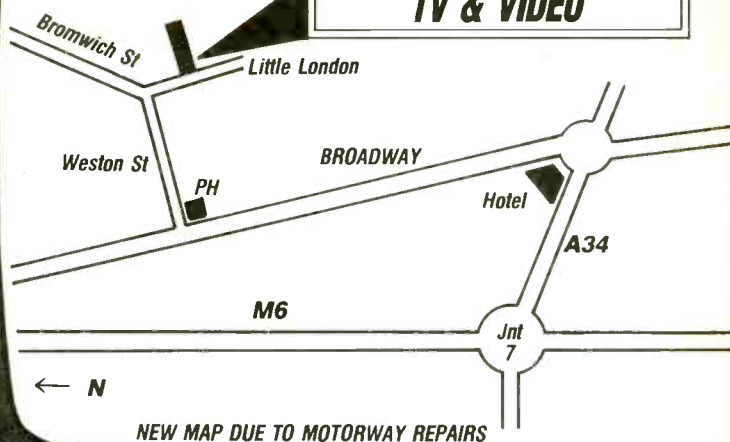 TV & VIDEO
Bromwich St
Little London
Weston St
BROADWAY
PH
Hotel
A34
M6
Jnt
7
← N
NEW MAP DUE TO MOTORWAY REPAIRS